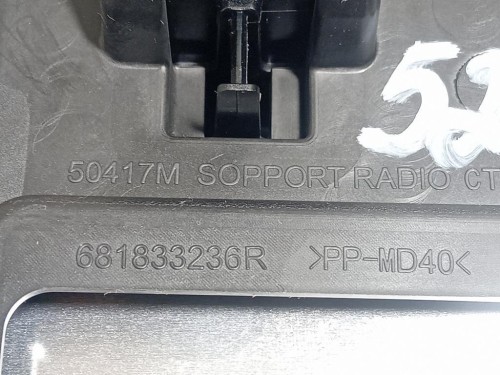 50417M SOPPORT RADIO CT
681833236R >PP-MD40<